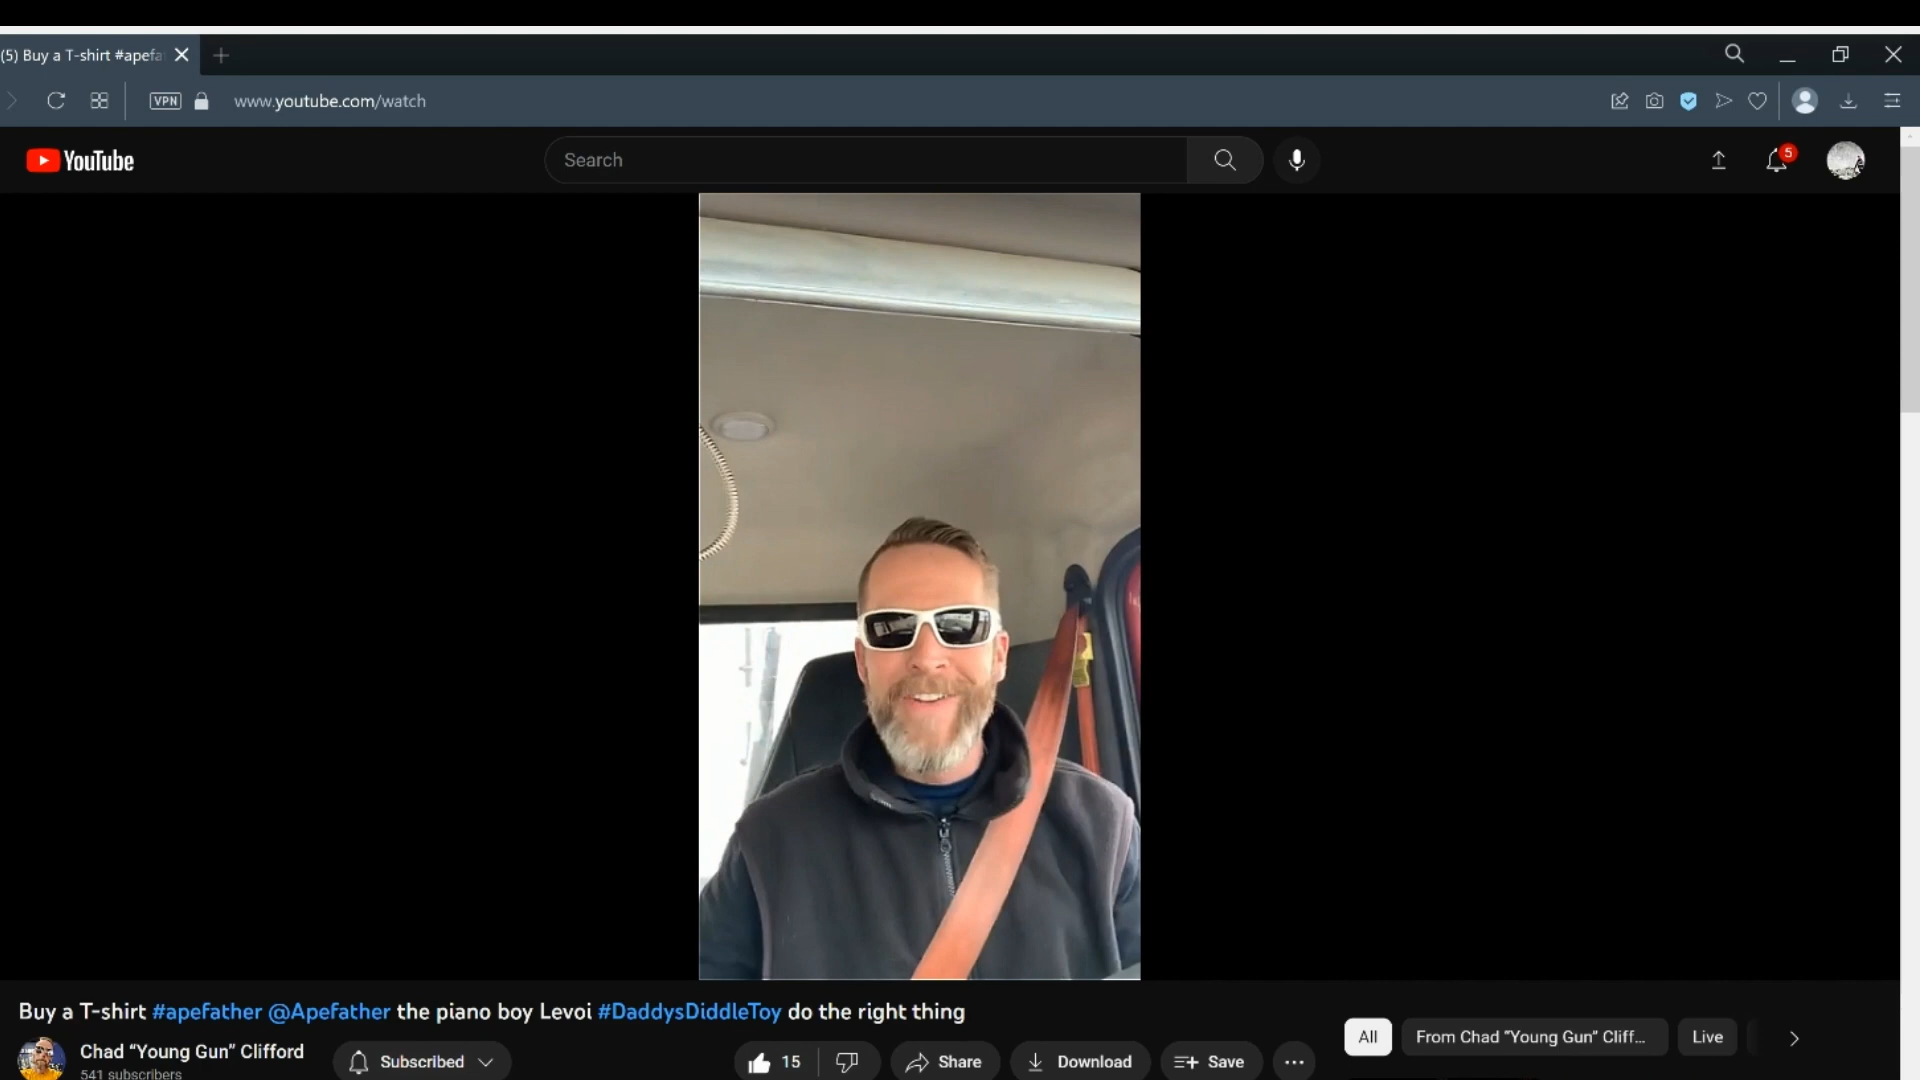 (5) Buy a T-shirt #apefa
VPN
www.youtube.com/watch
YouTube
Search
5
Buy a T-shirt #apefather @Apefather the piano boy Levoi #DaddysDiddleToy do the right thing
Chad “Young Gun” Clifford
541 subscribers
Subscribed
15
Share
Download
Save
All
From Chad “Young Gun” Cliff...
Live